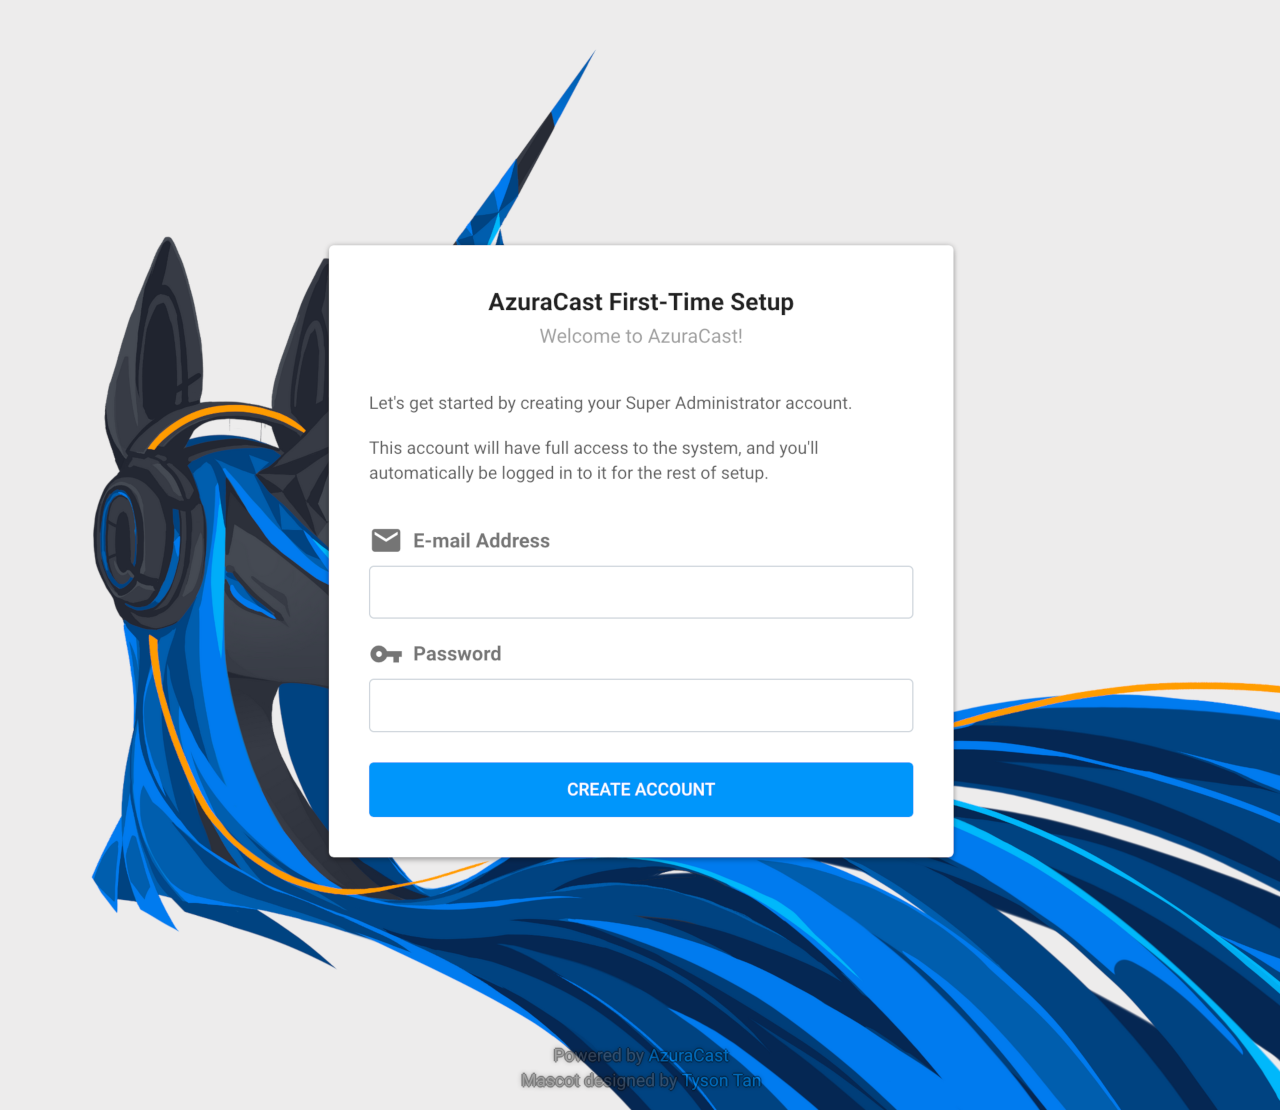 AzuraCast First-Time Setup
Welcome to AzuraCast!
Let's get started by creating your Super Administrator account.
This account will have full access to the system, and you'll
automatically be logged in to it for the rest of setup.
E-mail Address
Password
CREATE ACCOUNT
Powered by AzuraCast
Mascot designed by Tyson Tan